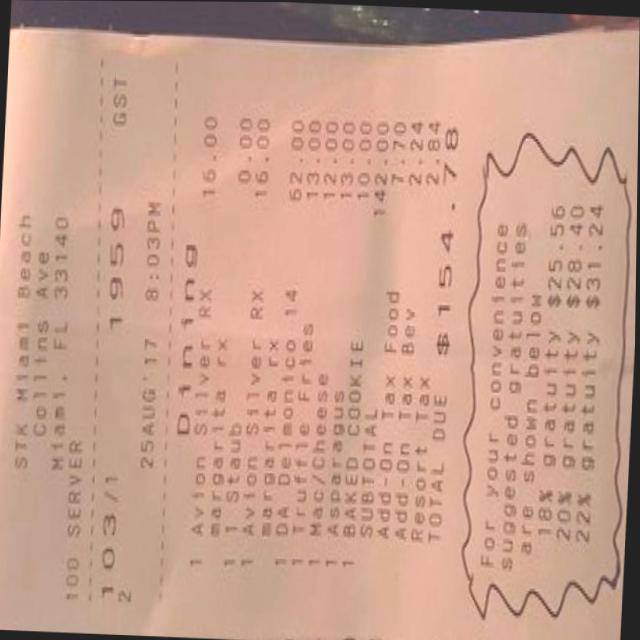 STK Miami Beach
Collins Ave
Miami, FL 33140
100 SERVER
103/1 1959 GST
2
25AUG'17 8:03PM
Dining
1 Avion Silver RX 16.00
margarita rx
1 1 Staub 0.00
1 Avion Silver RX 16.00
margarita rx
1 DA Delmonico 14 62.00
1 Truffle Fries 13.00
1 Mac/Cheese 12.00
1 Asparagus 13.00
1 BAKED COOKIE 10.00
SUBTOTAL 142.00
Add-On Tax Food 7.70
Add-On Tax Bev 2.24
Resort Tax 2.84
TOTAL DUE $154.78
For your convenience
suggested gratuities
are shown below
18% gratuity $25.56
20% gratuity $28.40
22% gratuity $31.24